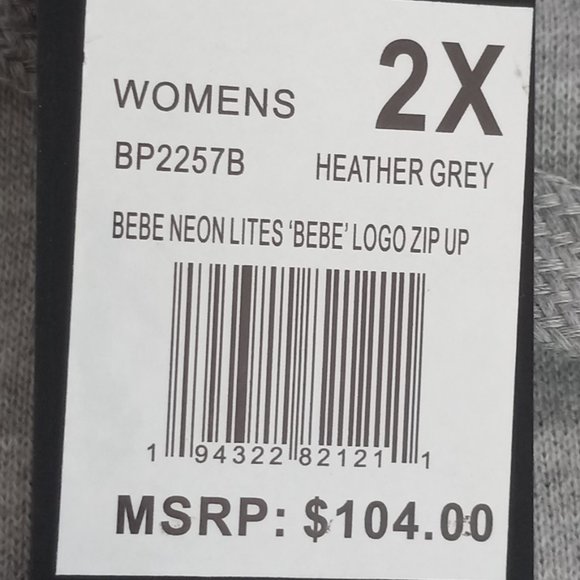 WOMENS 2X
BP2257B HEATHER GREY
BEBE NEON LITES 'BEBE' LOGO ZIP UP
1 94322 82121 1
MSRP: $104.00